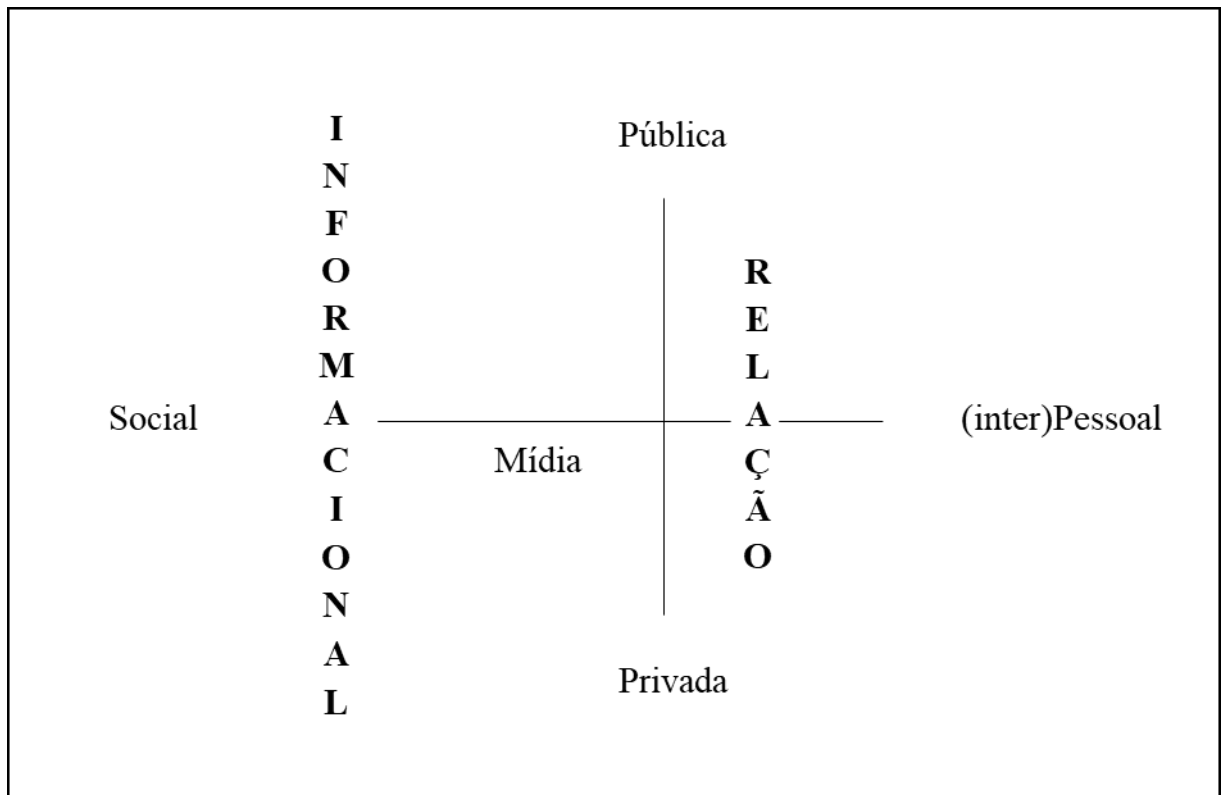 INFORMACIONAL
Pública
RELAÇÃO
Social
(inter)Pessoal
Mídia
Privada